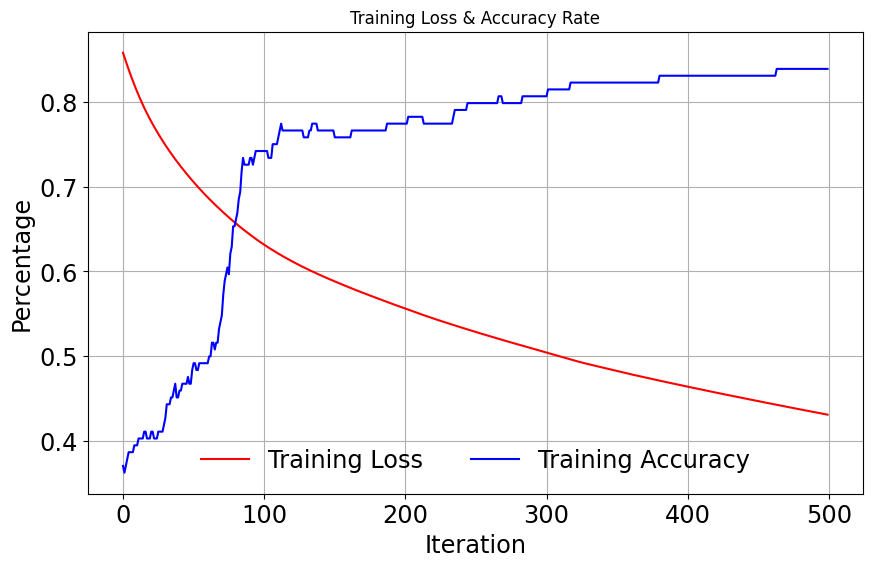 Training Loss & Accuracy Rate
Percentage
0.8
0.7
0.6
0.5
0.4
Training Loss
Training Accuracy
0 100 200 300 400 500
Iteration